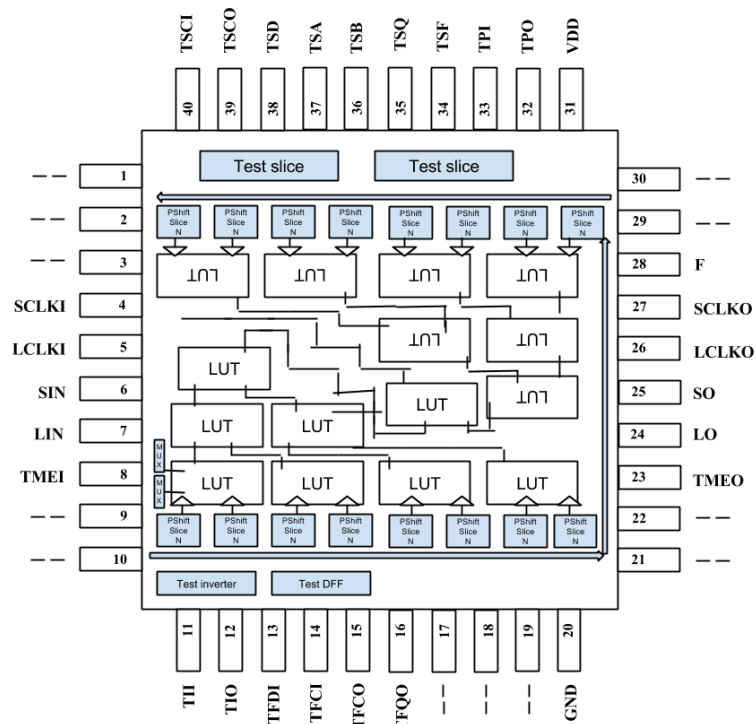 TSCI TSCO TSD TSA TSB TSQ TSF TPI TPO VDD
40 39 38 37 36 35 34 33 32 31
Test slice Test slice
-- 1
30 --
-- 2
PShift Slice N PShift Slice N PShift Slice N PShift Slice N PShift Slice N PShift Slice N PShift Slice N PShift Slice N
29 --
-- 3
LUT LUT LUT LUT
28 F
SCLKI 4
LUT LUT
27 SCLKO
LCLKI 5
LUT
26 LCLKO
SIN 6
LUT LUT
25 SO
LIN 7
LUT LUT
24 LO
TMEI 8
MUX
MUX
LUT LUT LUT LUT
23 TMEO
-- 9
PShift Slice N PShift Slice N PShift Slice N PShift Slice N PShift Slice N PShift Slice N PShift Slice N PShift Slice N
22 --
-- 10
21 --
Test inverter Test DFF
11 12 13 14 15 16 17 18 19 20
TII TIO TFDI TFCI TFCO TFQO -- -- -- GND